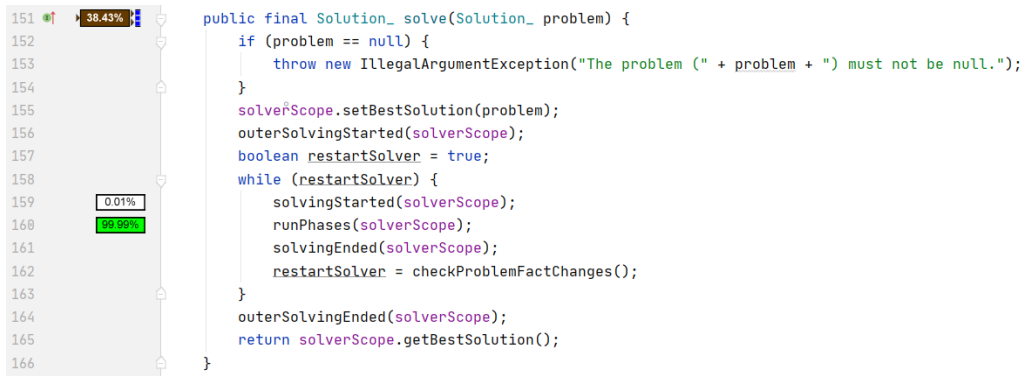 151 38.43% public final Solution_ solve(Solution_ problem) {
152 if (problem == null) {
153 throw new IllegalArgumentException("The problem (" + problem + ") must not be null.");
154 }
155 solverScope.setBestSolution(problem);
156 outerSolvingStarted(solverScope);
157 boolean restartSolver = true;
158 while (restartSolver) {
159 0.01% solvingStarted(solverScope);
160 99.99% runPhases(solverScope);
161 solvingEnded(solverScope);
162 restartSolver = checkProblemFactChanges();
163 }
164 outerSolvingEnded(solverScope);
165 return solverScope.getBestSolution();
166 }